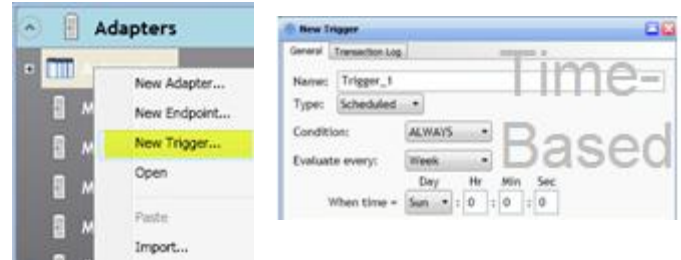 Adapters
New Adapter...
New Endpoint...
New Trigger...
Open
Paste
Import...
M
M
M
M
New Trigger
General Transaction Log
Name: Trigger_1
Type: Scheduled
Condition: ALWAYS
Evaluate every: Week
Day Hr Min Sec
When time = Sun : 0 : 0 : 0
Time-
Based